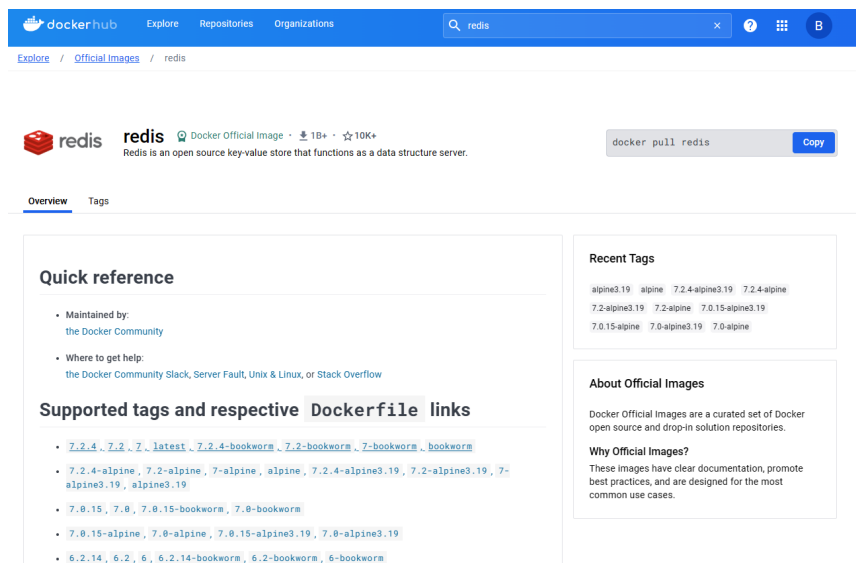 dockerhub Explore Repositories Organizations redis × ? B
Explore / Official Images / redis
redis
redis Docker Official Image · 1B+ · 10K+
Redis is an open source key-value store that functions as a data structure server.
docker pull redis Copy
Overview Tags
Quick reference
• Maintained by:
the Docker Community
• Where to get help:
the Docker Community Slack, Server Fault, Unix & Linux, or Stack Overflow
Supported tags and respective Dockerfile links
• 7.2.4, 7.2, 7, latest, 7.2.4-bookworm, 7.2-bookworm, 7-bookworm, bookworm
• 7.2.4-alpine, 7.2-alpine, 7-alpine, alpine, 7.2.4-alpine3.19, 7.2-alpine3.19, 7-
alpine3.19, alpine3.19
• 7.0.15, 7.0, 7.0.15-bookworm, 7.0-bookworm
• 7.0.15-alpine, 7.0-alpine, 7.0.15-alpine3.19, 7.0-alpine3.19
• 6.2.14, 6.2, 6, 6.2.14-bookworm, 6.2-bookworm, 6-bookworm
Recent Tags
alpine3.19 alpine 7.2.4-alpine3.19 7.2.4-alpine
7.2-alpine3.19 7.2-alpine 7.0.15-alpine3.19
7.0.15-alpine 7.0-alpine3.19 7.0-alpine
About Official Images
Docker Official Images are a curated set of Docker
open source and drop-in solution repositories.
Why Official Images?
These images have clear documentation, promote
best practices, and are designed for the most
common use cases.